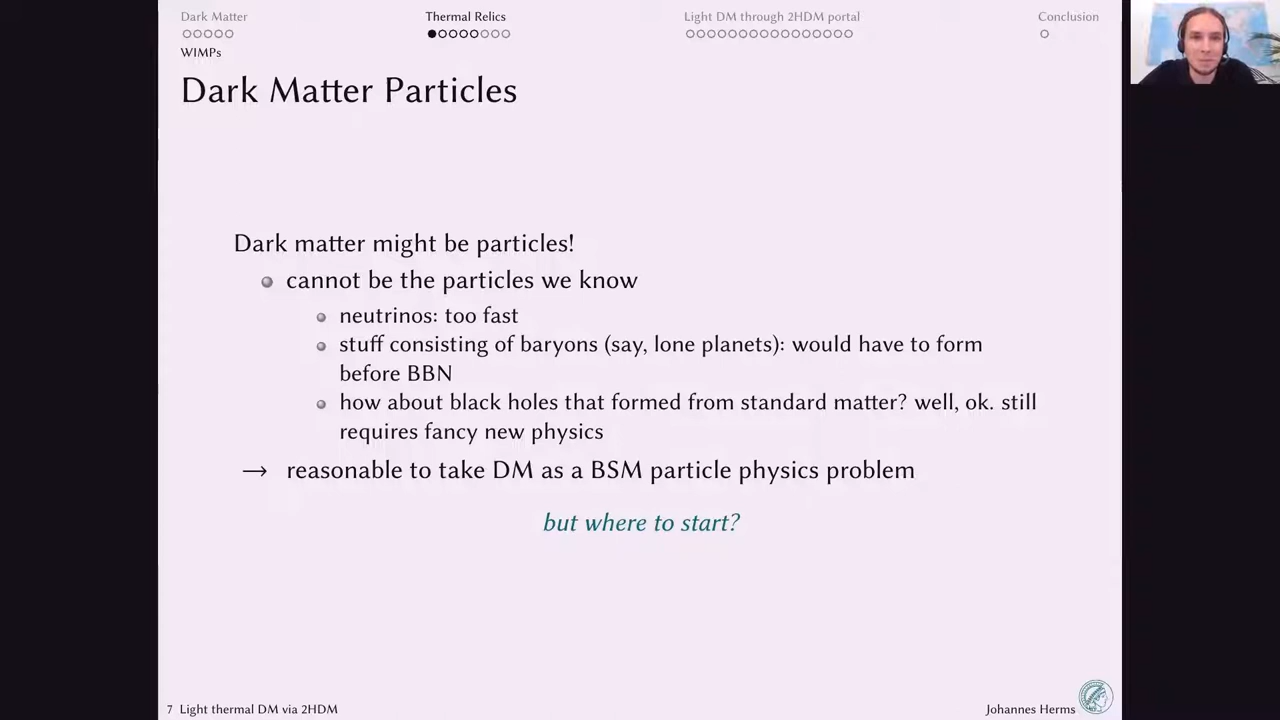 Dark Matter
Thermal Relics
Light DM through 2HDM portal
Conclusion
WIMPs
Dark Matter Particles
Dark matter might be particles!
cannot be the particles we know
neutrinos: too fast
stuff consisting of baryons (say, lone planets): would have to form
before BBN
how about black holes that formed from standard matter? well, ok. still
requires fancy new physics
→ reasonable to take DM as a BSM particle physics problem
but where to start?
7 Light thermal DM via 2HDM
Johannes Herms